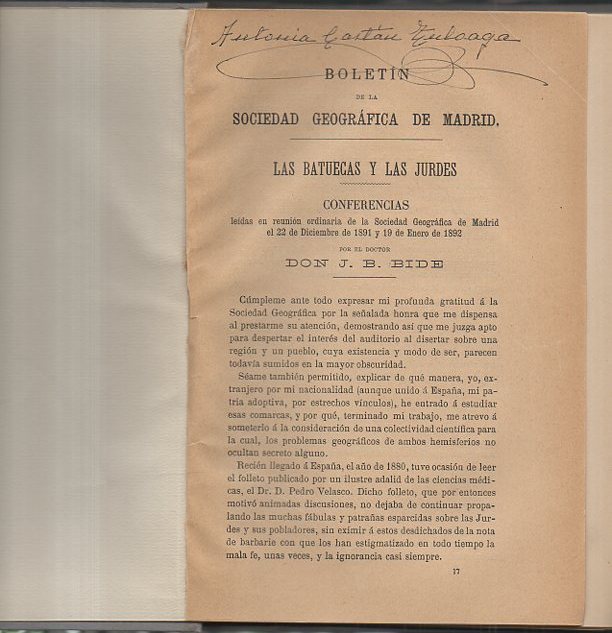 Antonia Gastán
BOLETÍN
DE LA
SOCIEDAD GEOGRÁFICA DE MADRID.
LAS BATUECAS Y LAS JURDES
CONFERENCIAS
leídas en reunión ordinaria de la Sociedad Geográfica de Madrid
el 22 de Diciembre de 1891 y 19 de Enero de 1892
POR EL DOCTOR
DON J. B. BIDE
Cúmpleme ante todo expresar mi profunda gratitud á la
Sociedad Geográfica por la señalada honra que me dispensa
al prestarme su atención, demostrando así que me juzga apto
para despertar el interés del auditorio al disertar sobre una
región y un pueblo, cuya existencia y modo de ser, parecen
todavía sumidos en la mayor obscuridad.
Séame también permitido, explicar de qué manera, yo, ex-
tranjero por mi nacionalidad (aunque unido á España, mi pa-
tria adoptiva, por estrechos vínculos), he entrado á estudiar
esas comarcas, y por qué, terminado mi trabajo, me atrevo á
someterlo á la consideración de una colectividad científica para
la cual, los problemas geográficos de ambos hemisferios no
ocultan secreto alguno.
Recién llegado á España, el año de 1880, tuve ocasión de leer
el folleto publicado por un ilustre adalid de las ciencias médi-
cas, el Dr. D. Pedro Velasco. Dicho folleto, que por entonces
motivó animadas discusiones, no dejaba de continuar propa-
lando las muchas fábulas y patrañas esparcidas sobre las Jur-
des y sus pobladores, sin eximir á estos desdichados de la nota
de barbarie con que los han estigmatizado en todo tiempo la
mala fe, unas veces, y la ignorancia casi siempre.
17